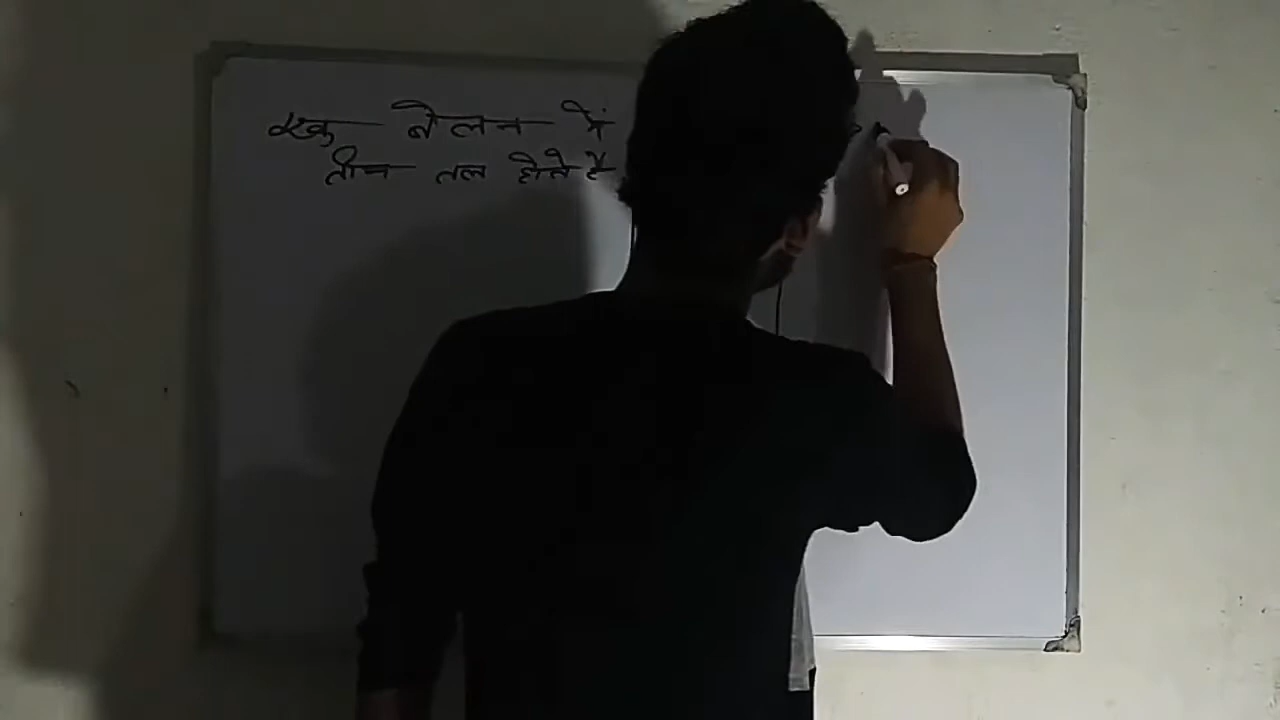 एक बेलन में
तीन तल होते हैं